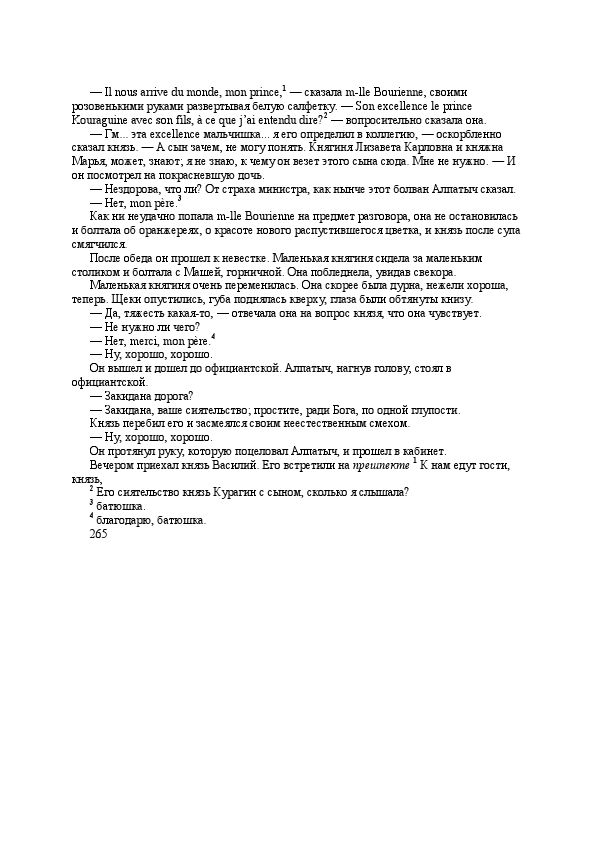 — Il nous arrive du monde, mon prince,¹ — сказала m-lle Bourienne, своими
розовенькими руками развертывая белую салфетку. — Son excellence le prince
Kouraguine avec son fils, à ce que j’ai entendu dire?² — вопросительно сказала она.
— Гм... эта excellence мальчишка... я его определил в коллегию, — оскорбленно
сказал князь. — А сын зачем, не могу понять. Княгиня Лизавета Карловна и княжна
Марья, может, знают; я не знаю, к чему он везет этого сына сюда. Мне не нужно. — И
он посмотрел на покрасневшую дочь.
— Нездорова, что ли? От страха министра, как нынче этот болван Алпатыч сказал.
— Нет, mon père.³
Как ни неудачно попала m-lle Bourienne на предмет разговора, она не остановилась
и болтала об оранжереях, о красоте нового распустившегося цветка, и князь после супа
смягчился.
После обеда он прошел к невестке. Маленькая княгиня сидела за маленьким
столиком и болтала с Машей, горничной. Она побледнела, увидав свекора.
Маленькая княгиня очень переменилась. Она скорее была дурна, нежели хороша,
теперь. Щеки опустились, губа поднялась кверху, глаза были обтянуты книзу.
— Да, тяжесть какая-то, — отвечала она на вопрос князя, что она чувствует.
— Не нужно ли чего?
— Нет, merci, mon père.⁴
— Ну, хорошо, хорошо.
Он вышел и дошел до официантской. Алпатыч, нагнув голову, стоял в
официантской.
— Закидана дорога?
— Закидана, ваше сиятельство; простите, ради Бога, по одной глупости.
Князь перебил его и засмеялся своим неестественным смехом.
— Ну, хорошо, хорошо.
Он протянул руку, которую поцеловал Алпатыч, и прошел в кабинет.
Вечером приехал князь Василий. Его встретили на прешпекте ¹ К нам едут гости,
князь,
² Его сиятельство князь Курагин с сыном, сколько я слышала?
³ батюшка.
⁴ благодарю, батюшка.
265